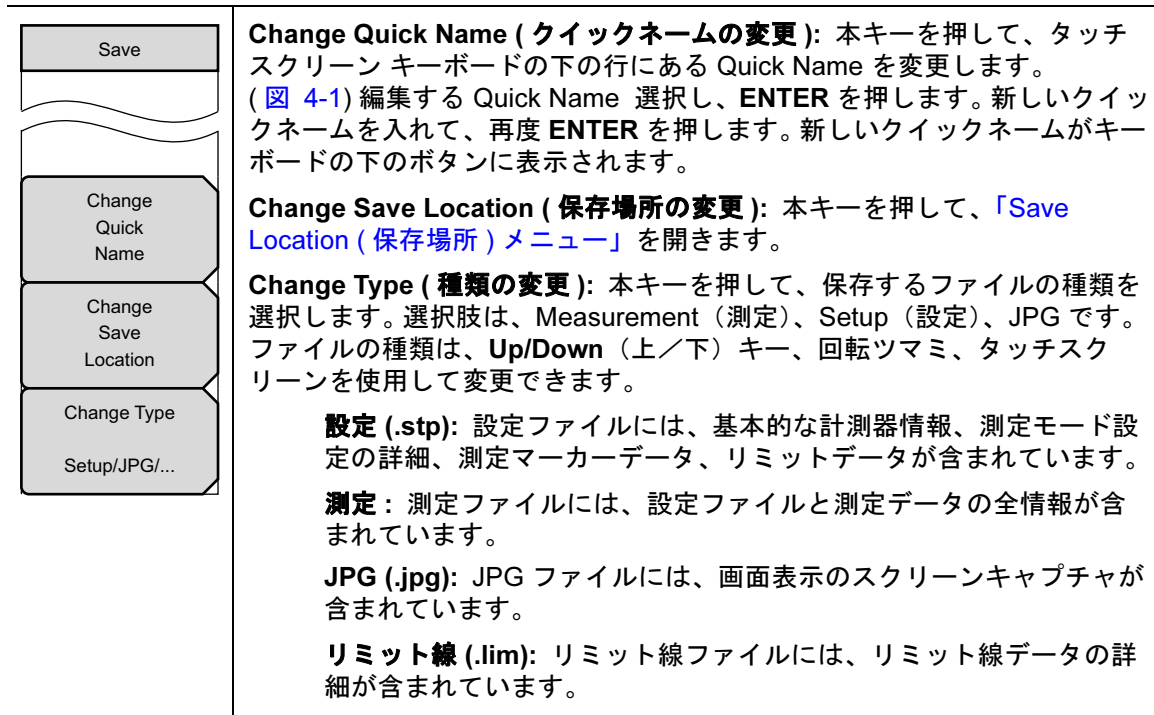 Save
Change
Quick
Name
Change
Save
Location
Change Type
Setup/JPG/...
Change Quick Name ( クイックネームの変更 ): 本キーを押して、タッチ
スクリーン キーボードの下の行にある Quick Name を変更します。
( 図 4-1) 編集する Quick Name 選択し、ENTER を押します。新しいクイッ
クネームを入れて、再度 ENTER を押します。新しいクイックネームがキー
ボードの下のボタンに表示されます。
Change Save Location ( 保存場所の変更 ): 本キーを押して、「Save
Location ( 保存場所 ) メニュー」を開きます。
Change Type ( 種類の変更 ): 本キーを押して、保存するファイルの種類を
選択します。選択肢は、Measurement（測定）、Setup（設定）、JPG です。
ファイルの種類は、Up/Down（上／下）キー、回転ツマミ、タッチスク
リーンを使用して変更できます。
設定 (.stp): 設定ファイルには、基本的な計測器情報、測定モード設
定の詳細、測定マーカーデータ、リミットデータが含まれています。
測定 : 測定ファイルには、設定ファイルと測定データの全情報が含
まれています。
JPG (.jpg): JPG ファイルには、画面表示のスクリーンキャプチャが
含まれています。
リミット線 (.lim): リミット線ファイルには、リミット線データの詳
細が含まれています。